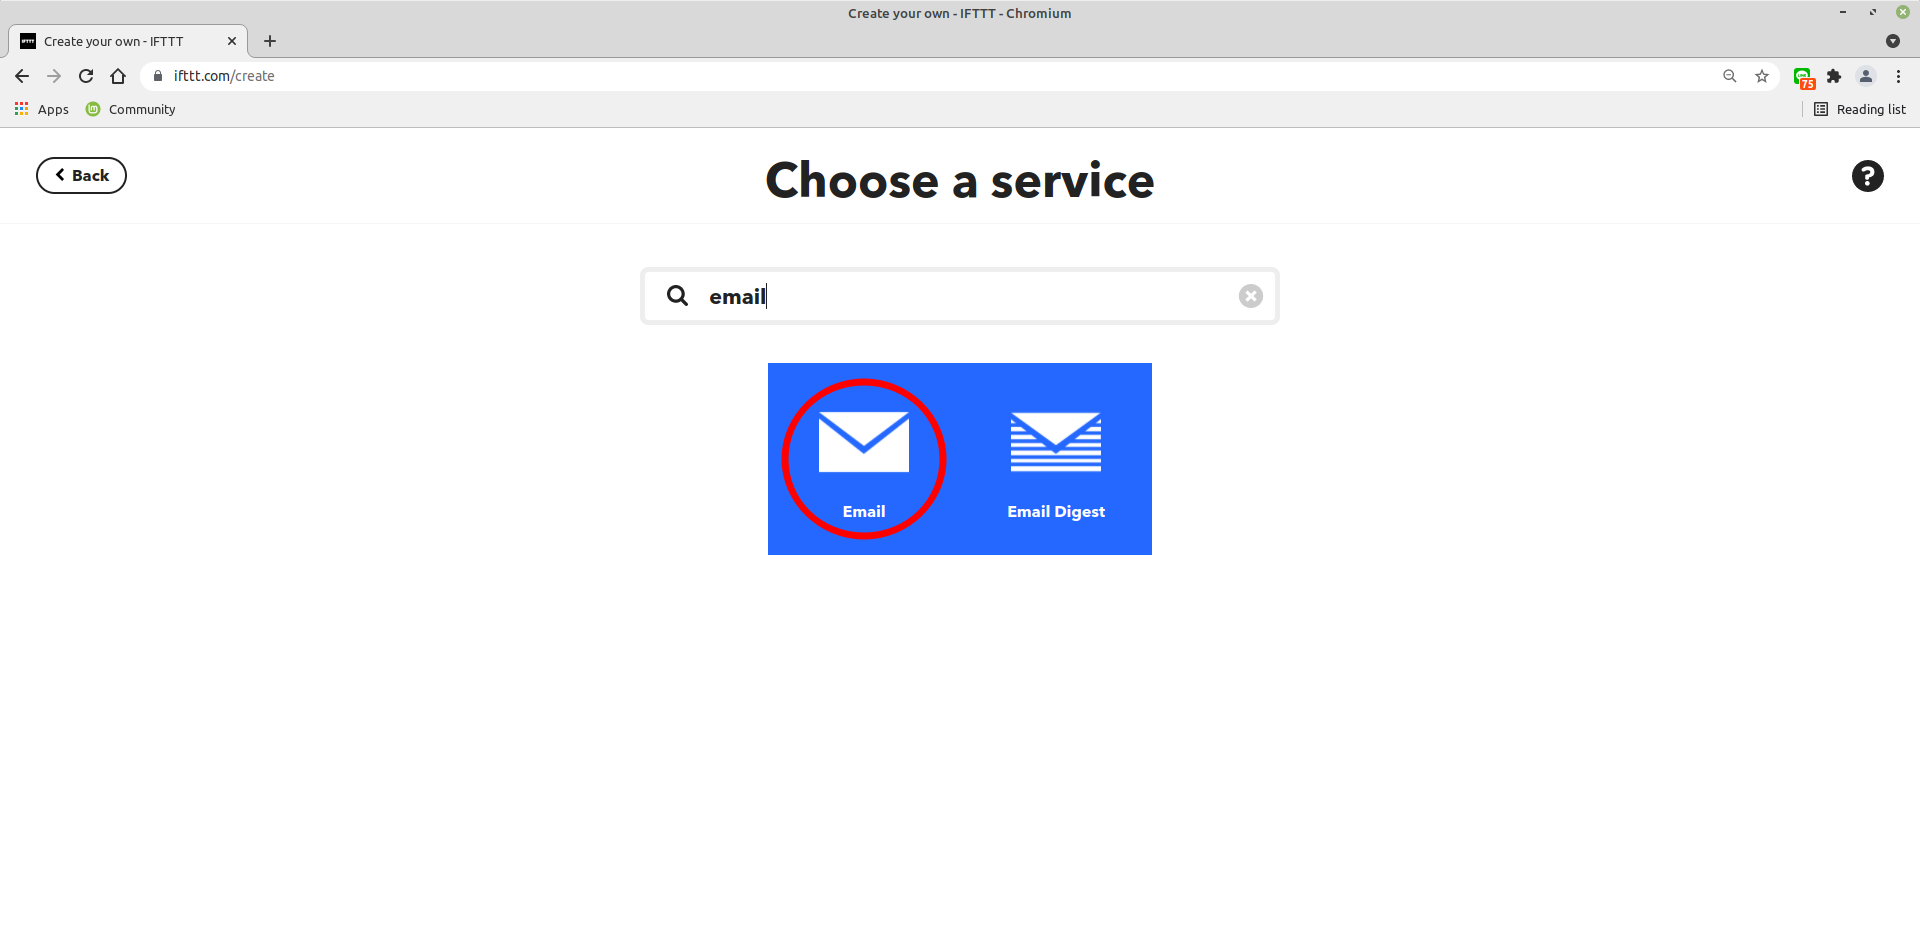 Create your own - IFTTT - Chromium
IFTTT Create your own - IFTTT
ifttt.com/create
75
Apps Community
Reading list
Back
Choose a service
?
email
Email
Email Digest